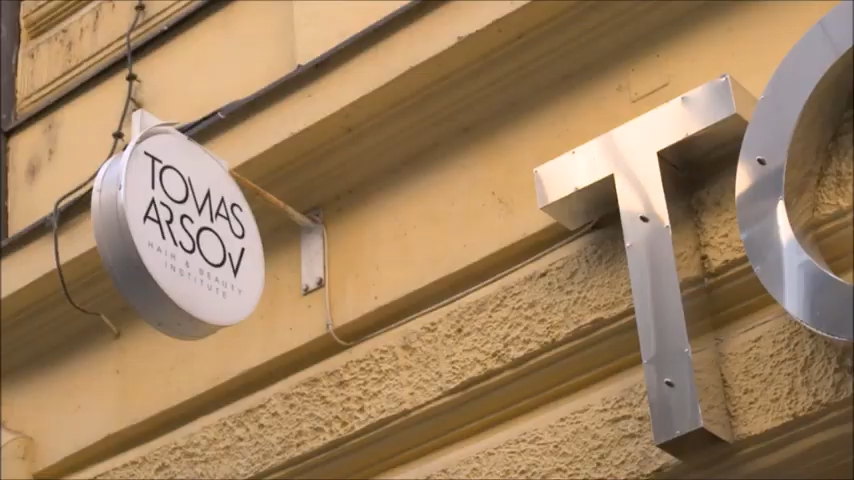 TOMAS
ARSOV
HAIR & BEAUTY
INSTITUTE
TO